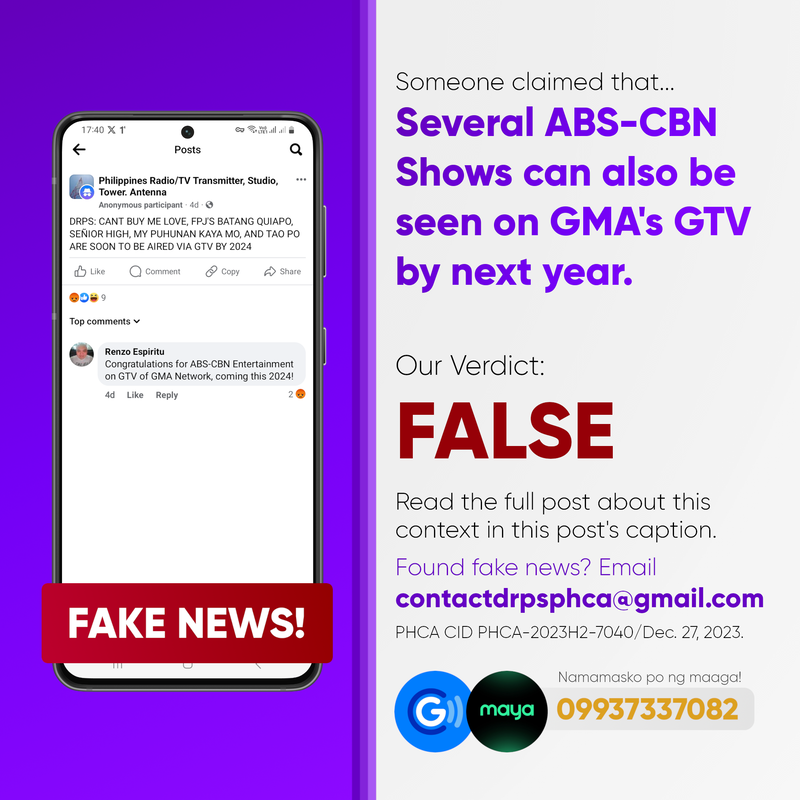 17:40 X 1'
Posts
Philippines Radio/TV Transmitter, Studio,
Tower. Antenna
Anonymous participant · 4d ·
DRPS: CANT BUY ME LOVE, FPJ'S BATANG QUIAPO,
SEÑIOR HIGH, MY PUHUNAN KAYA MO, AND TAO PO
ARE SOON TO BE AIRED VIA GTV BY 2024
Like Comment Copy Share
9
Top comments
Renzo Espiritu
Congratulations for ABS-CBN Entertainment
on GTV of GMA Network, coming this 2024!
4d Like Reply 2
FAKE NEWS!
Someone claimed that...
Several ABS-CBN
Shows can also be
seen on GMA's GTV
by next year.
Our Verdict:
FALSE
Read the full post about this
context in this post's caption.
Found fake news? Email
contactdrpsphca@gmail.com
PHCA CID PHCA-2023H2-7040/Dec. 27, 2023.
Namamasko po ng maaga!
G maya 09937337082